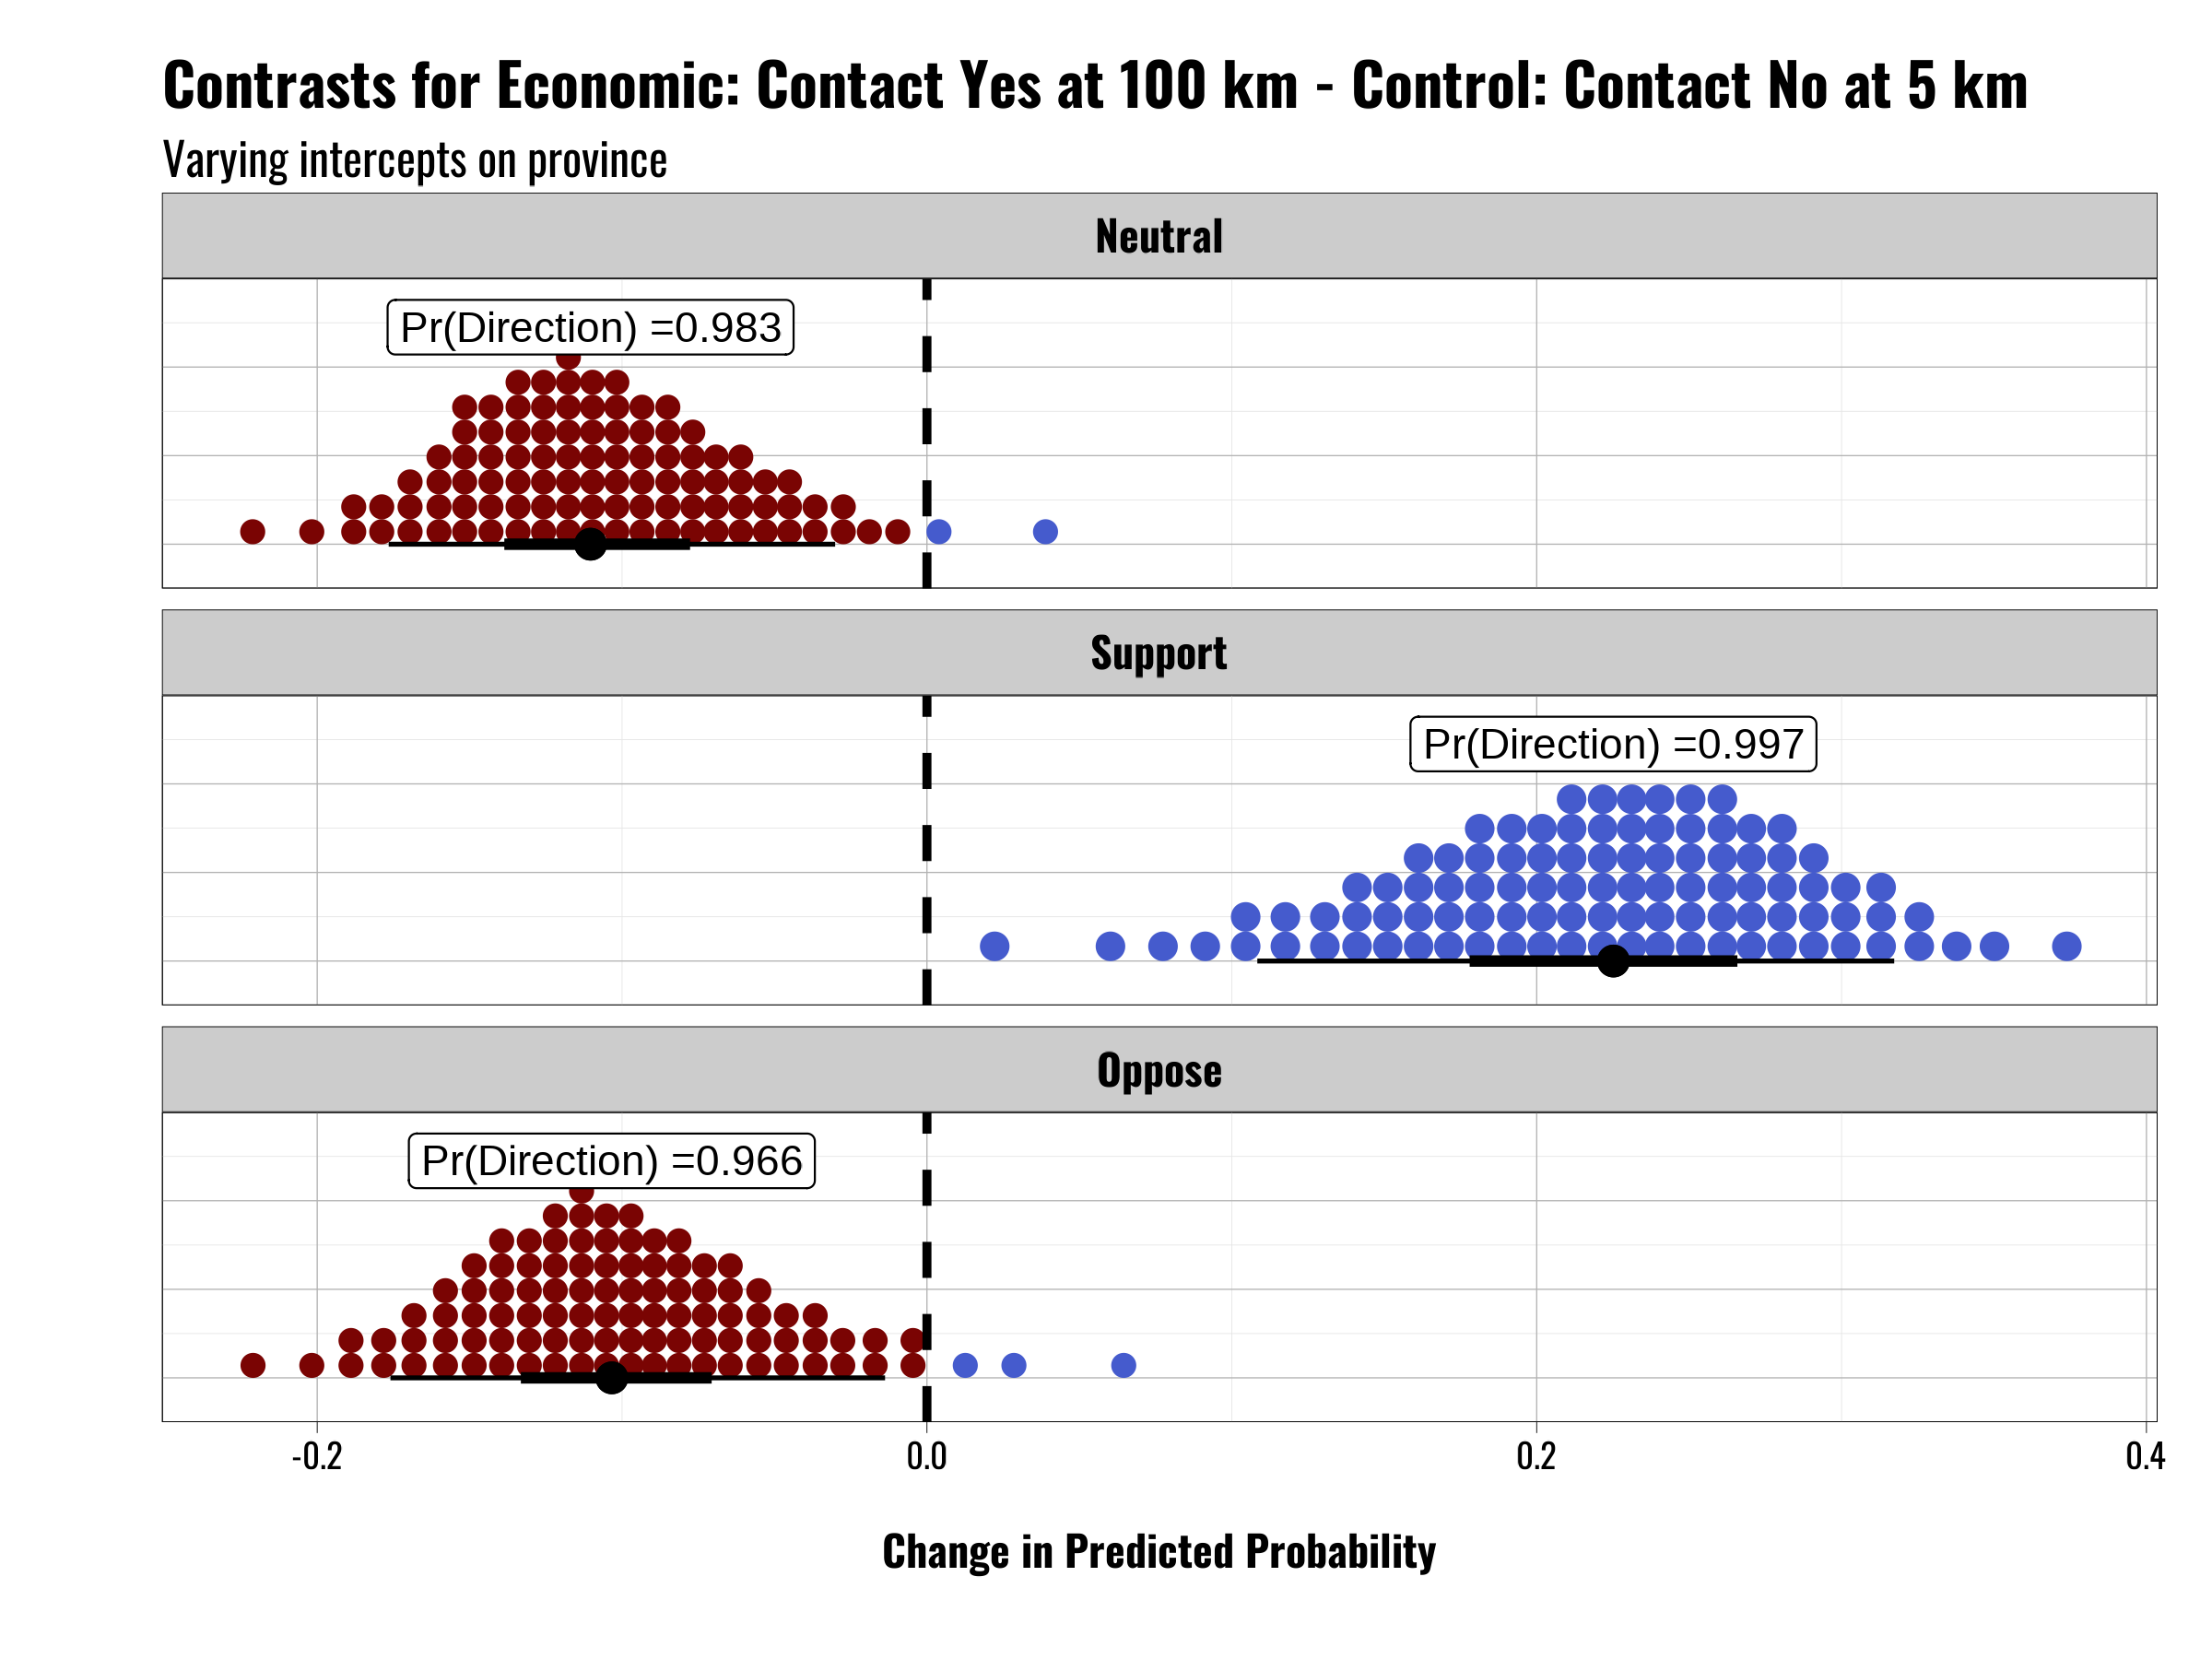 Contrasts for Economic: Contact Yes at 100 km - Control: Contact No at 5 km
Varying intercepts on province
Neutral
Pr(Direction) =0.983
Support
Pr(Direction) =0.997
Oppose
Pr(Direction) =0.966
-0.2 0.0 0.2 0.4
Change in Predicted Probability